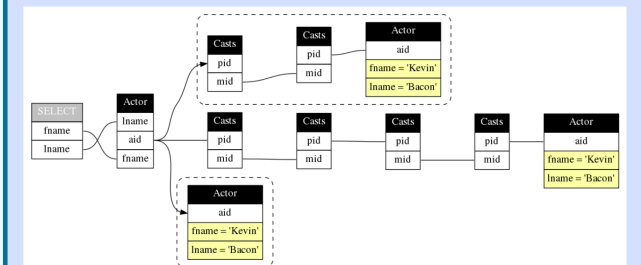 SELECT
fname
lname
Actor
lname
aid
fname
Casts
pid
mid
Casts
pid
mid
Actor
aid
fname = 'Kevin'
lname = 'Bacon'
Casts
pid
mid
Casts
pid
mid
Casts
pid
mid
Casts
pid
mid
Actor
aid
fname = 'Kevin'
lname = 'Bacon'
Actor
aid
fname = 'Kevin'
lname = 'Bacon'